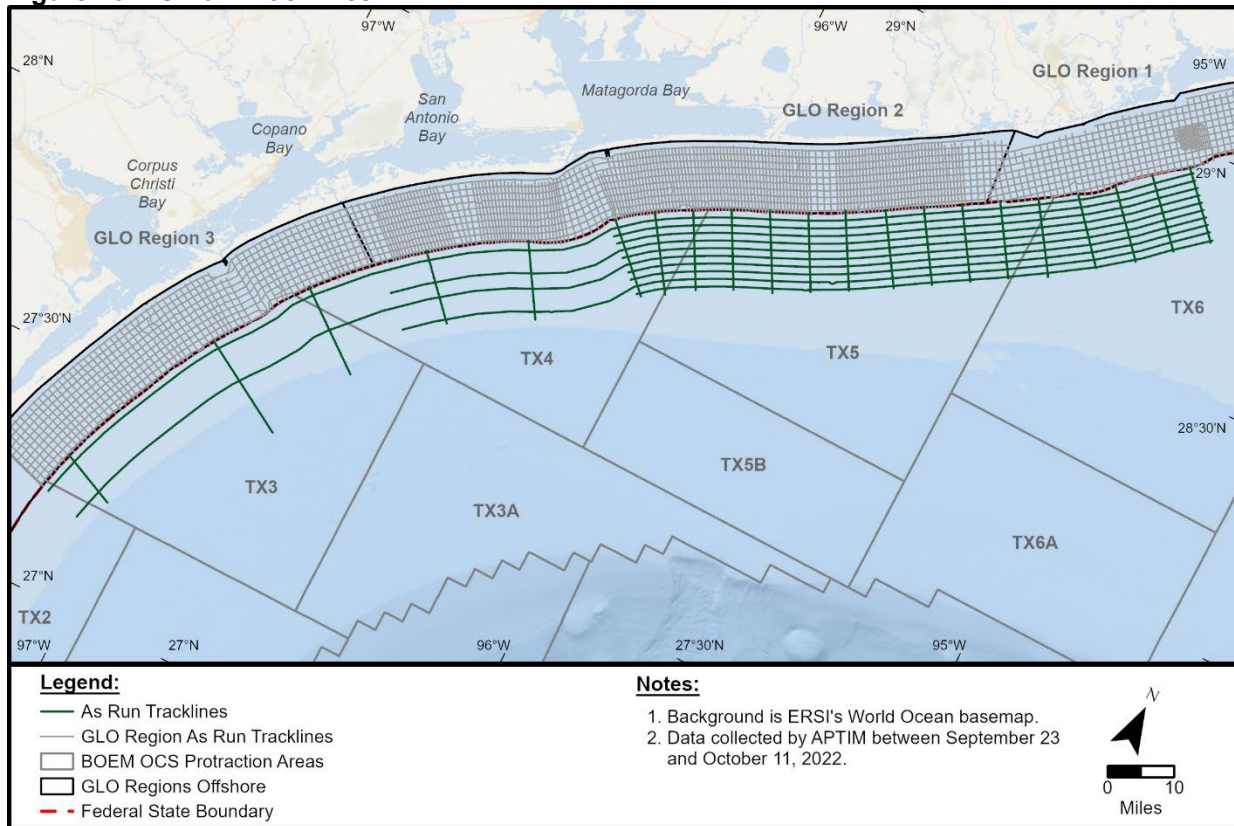 97°W
96°W
29°N
28°N
95°W
GLO Region 1
Matagorda Bay
San
Antonio
Bay
GLO Region 2
Copano
Bay
Corpus
Christi
Bay
29°N
GLO Region 3
27°30'N
TX6
TX4
TX5
28°30'N
TX5B
TX3
TX3A
TX6A
27°N
TX2
97°W
27°N
96°W
27°30'N
95°W
Legend:
As Run Tracklines
GLO Region As Run Tracklines
BOEM OCS Protraction Areas
GLO Regions Offshore
Federal State Boundary
Notes:
1. Background is ERSI's World Ocean basemap.
2. Data collected by APTIM between September 23
and October 11, 2022.
N
0 10
Miles